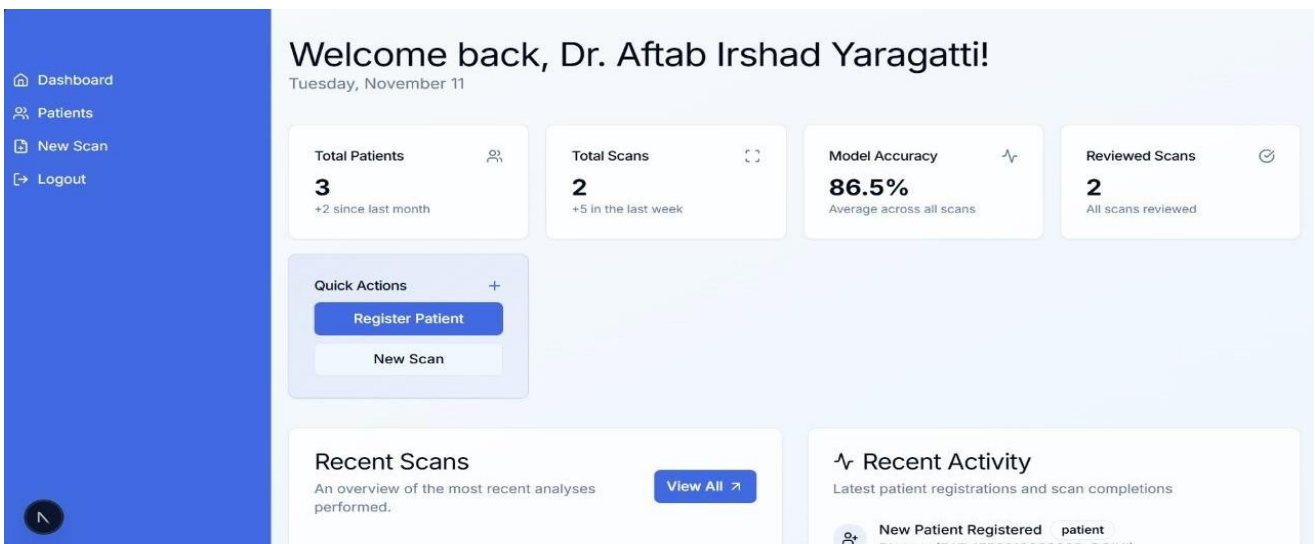 Dashboard
Patients
New Scan
Logout
Welcome back, Dr. Aftab Irshad Yaragatti!
Tuesday, November 11
Total Patients
3
+2 since last month
Total Scans
2
+5 in the last week
Model Accuracy
86.5%
Average across all scans
Reviewed Scans
2
All scans reviewed
Quick Actions
Register Patient
New Scan
Recent Scans
An overview of the most recent analyses
performed.
View All
Recent Activity
Latest patient registrations and scan completions
New Patient Registered patient